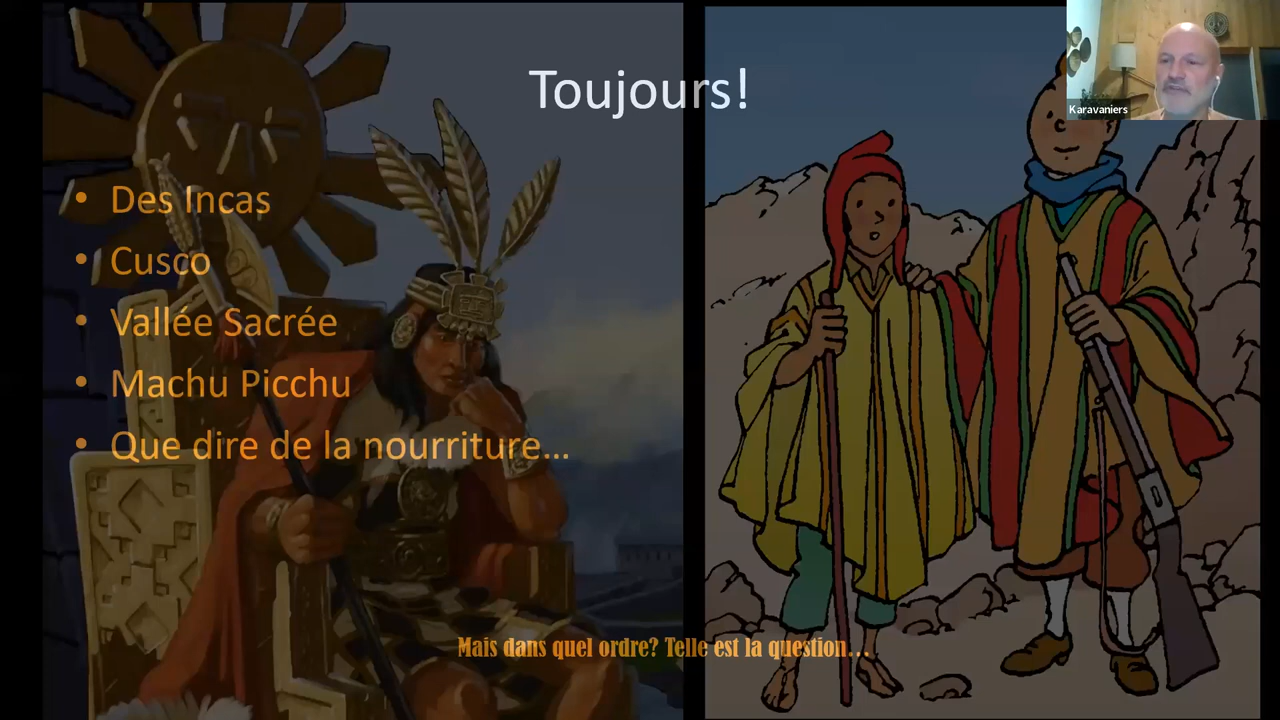 Toujours!
Karavaniers
• Des Incas
• Cusco
• Vallée Sacrée
• Machu Picchu
• Que dire de la nourriture...
Mais dans quel ordre? Telle est la question...